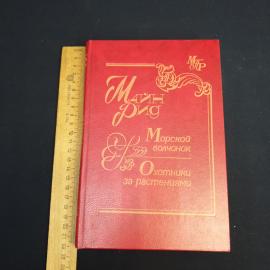 МР
Майн
Рид
Морской
волчонок
Охотники
за растениями